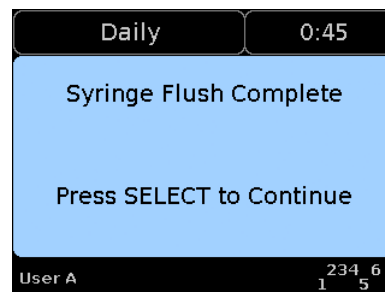 Daily 0:45
Syringe Flush Complete
Press SELECT to Continue
User A 1 234 5 6